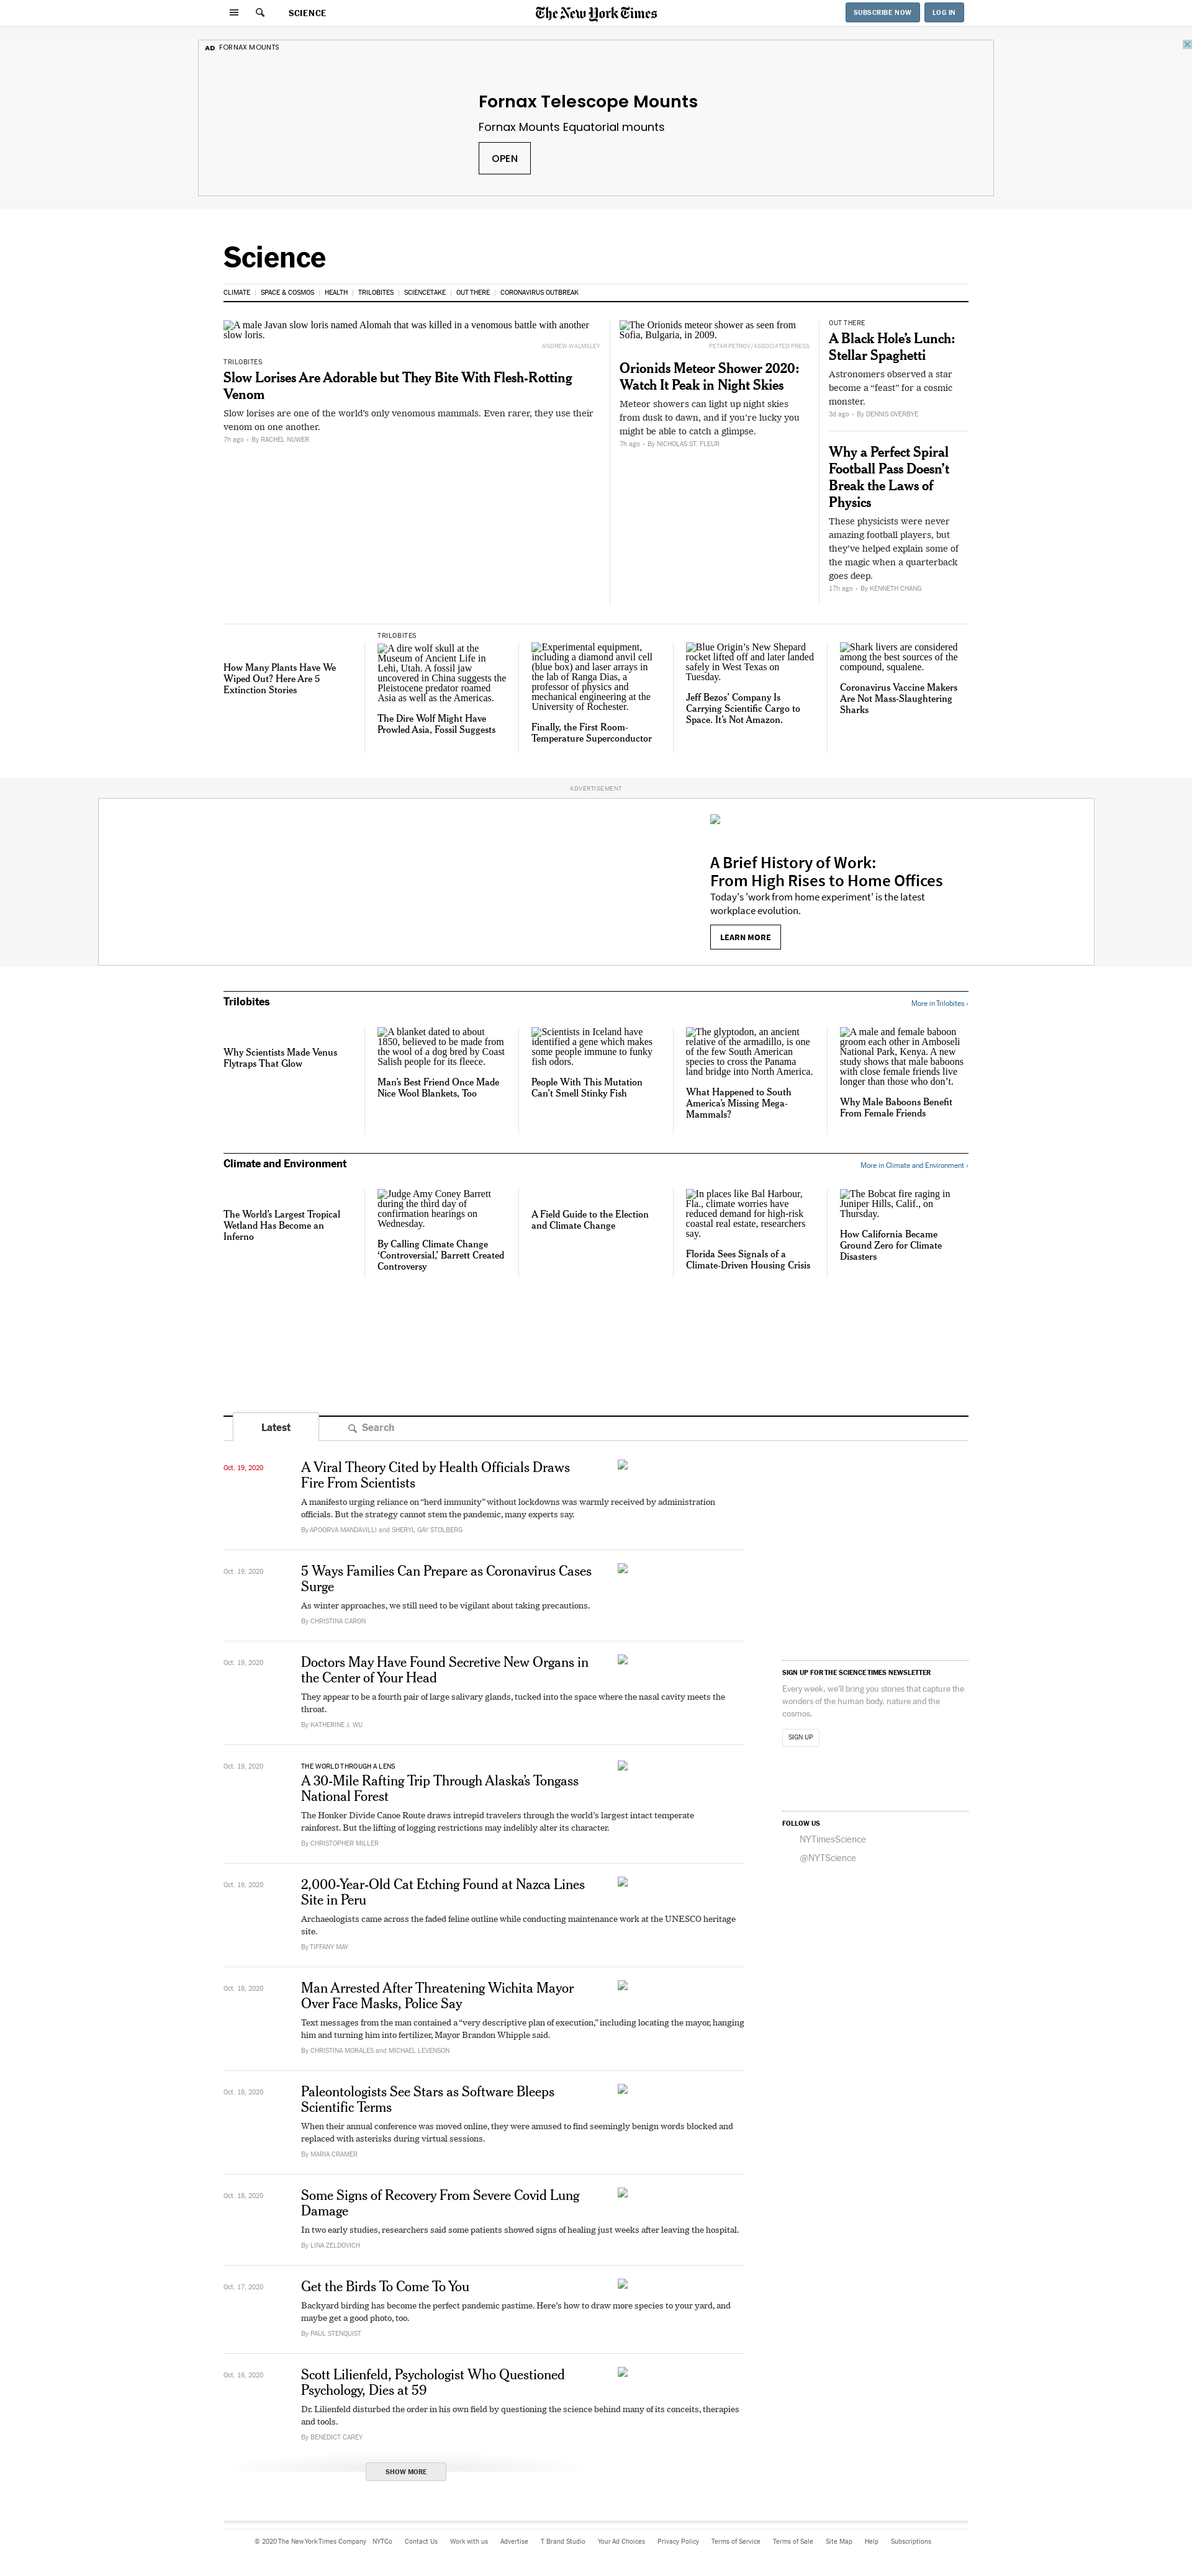 SCIENCE
The New York Times
SUBSCRIBE NOW
LOG IN
AD FORNAX MOUNTS
Fornax Telescope Mounts
Fornax Mounts Equatorial mounts
OPEN
Science
CLIMATE | SPACE & COSMOS | HEALTH | TRILOBITES | SCIENCETAKE | OUT THERE | CORONAVIRUS OUTBREAK
A male Javan slow loris named Alomah that was killed in a venomous battle with another
slow loris.
ANDREW WALMSLEY
TRILOBITES
Slow Lorises Are Adorable but They Bite With Flesh-Rotting
Venom
Slow lorises are one of the world's only venomous mammals. Even rarer, they use their
venom on one another.
7h ago • By RACHEL NUWER
The Orionids meteor shower as seen from
Sofia, Bulgaria, in 2009.
PETAR PETROV/ASSOCIATED PRESS
Orionids Meteor Shower 2020:
Watch It Peak in Night Skies
Meteor showers can light up night skies
from dusk to dawn, and if you're lucky you
might be able to catch a glimpse.
7h ago • By NICHOLAS ST. FLEUR
OUT THERE
A Black Hole's Lunch:
Stellar Spaghetti
Astronomers observed a star
become a “feast” for a cosmic
monster.
3d ago • By DENNIS OVERBYE
Why a Perfect Spiral
Football Pass Doesn't
Break the Laws of
Physics
These physicists were never
amazing football players, but
they've helped explain some of
the magic when a quarterback
goes deep.
17h ago • By KENNETH CHANG
How Many Plants Have We
Wiped Out? Here Are 5
Extinction Stories
TRILOBITES
A dire wolf skull at the
Museum of Ancient Life in
Lehi, Utah. A fossil jaw
uncovered in China suggests the
Pleistocene predator roamed
Asia as well as the Americas.
The Dire Wolf Might Have
Prowled Asia, Fossil Suggests
Experimental equipment,
including a diamond anvil cell
(blue box) and laser arrays in
the lab of Ranga Dias, a
professor of physics and
mechanical engineering at the
University of Rochester.
Finally, the First Room-
Temperature Superconductor
Blue Origin's New Shepard
rocket lifted off and later landed
safely in West Texas on
Tuesday.
Jeff Bezos' Company Is
Carrying Scientific Cargo to
Space. It's Not Amazon.
Shark livers are considered
among the best sources of the
compound, squalene.
Coronavirus Vaccine Makers
Are Not Mass-Slaughtering
Sharks
ADVERTISEMENT
A Brief History of Work:
From High Rises to Home Offices
Today's 'work from home experiment' is the latest
workplace evolution.
LEARN MORE
Trilobites
More in Trilobites ›
Why Scientists Made Venus
Flytraps That Glow
A blanket dated to about
1850, believed to be made from
the wool of a dog bred by Coast
Salish people for its fleece.
Man's Best Friend Once Made
Nice Wool Blankets, Too
Scientists in Iceland have
identified a gene which makes
some people immune to funky
fish odors.
People With This Mutation
Can't Smell Stinky Fish
The glyptodon, an ancient
relative of the armadillo, is one
of the few South American
species to cross the Panama
land bridge into North America.
What Happened to South
America's Missing Mega-
Mammals?
A male and female baboon
groom each other in Amboseli
National Park, Kenya. A new
study shows that male baboons
with close female friends live
longer than those who don't.
Why Male Baboons Benefit
From Female Friends
Climate and Environment
More in Climate and Environment ›
The World's Largest Tropical
Wetland Has Become an
Inferno
Judge Amy Coney Barrett
during the third day of
confirmation hearings on
Wednesday.
By Calling Climate Change
'Controversial,' Barrett Created
Controversy
A Field Guide to the Election
and Climate Change
In places like Bal Harbour,
Fla., climate worries have
reduced demand for high-risk
coastal real estate, researchers
say.
Florida Sees Signals of a
Climate-Driven Housing Crisis
The Bobcat fire raging in
Juniper Hills, Calif., on
Thursday.
How California Became
Ground Zero for Climate
Disasters
Latest
Search
Oct. 19, 2020
A Viral Theory Cited by Health Officials Draws
Fire From Scientists
A manifesto urging reliance on “herd immunity” without lockdowns was warmly received by administration
officials. But the strategy cannot stem the pandemic, many experts say.
By APOORVA MANDAVILLI and SHERYL GAY STOLBERG
Oct. 19, 2020
5 Ways Families Can Prepare as Coronavirus Cases
Surge
As winter approaches, we still need to be vigilant about taking precautions.
By CHRISTINA CARON
Oct. 19, 2020
Doctors May Have Found Secretive New Organs in
the Center of Your Head
They appear to be a fourth pair of large salivary glands, tucked into the space where the nasal cavity meets the
throat.
By KATHERINE J. WU
Oct. 19, 2020
THE WORLD THROUGH A LENS
A 30-Mile Rafting Trip Through Alaska's Tongass
National Forest
The Honker Divide Canoe Route draws intrepid travelers through the world's largest intact temperate
rainforest. But the lifting of logging restrictions may indelibly alter its character.
By CHRISTOPHER MILLER
Oct. 19, 2020
2,000-Year-Old Cat Etching Found at Nazca Lines
Site in Peru
Archaeologists came across the faded feline outline while conducting maintenance work at the UNESCO heritage
site.
By TIFFANY MAY
Oct. 18, 2020
Man Arrested After Threatening Wichita Mayor
Over Face Masks, Police Say
Text messages from the man contained a “very descriptive plan of execution,” including locating the mayor, hanging
him and turning him into fertilizer, Mayor Brandon Whipple said.
By CHRISTINA MORALES and MICHAEL LEVENSON
Oct. 18, 2020
Paleontologists See Stars as Software Bleeps
Scientific Terms
When their annual conference was moved online, they were amused to find seemingly benign words blocked and
replaced with asterisks during virtual sessions.
By MARIA CRAMER
Oct. 18, 2020
Some Signs of Recovery From Severe Covid Lung
Damage
In two early studies, researchers said some patients showed signs of healing just weeks after leaving the hospital.
By LINA ZELDOVICH
Oct. 17, 2020
Get the Birds To Come To You
Backyard birding has become the perfect pandemic pastime. Here's how to draw more species to your yard, and
maybe get a good photo, too.
By PAUL STENQUIST
Oct. 16, 2020
Scott Lilienfeld, Psychologist Who Questioned
Psychology, Dies at 59
Dr. Lilienfeld disturbed the order in his own field by questioning the science behind many of its conceits, therapies
and tools.
By BENEDICT CAREY
SHOW MORE
SIGN UP FOR THE SCIENCE TIMES NEWSLETTER
Every week, we'll bring you stories that capture the
wonders of the human body, nature and the
cosmos.
SIGN UP
FOLLOW US
NYTimesScience
@NYTScience
© 2020 The New York Times Company NYTCo Contact Us Work with us Advertise T Brand Studio Your Ad Choices Privacy Policy Terms of Service Terms of Sale Site Map Help Subscriptions